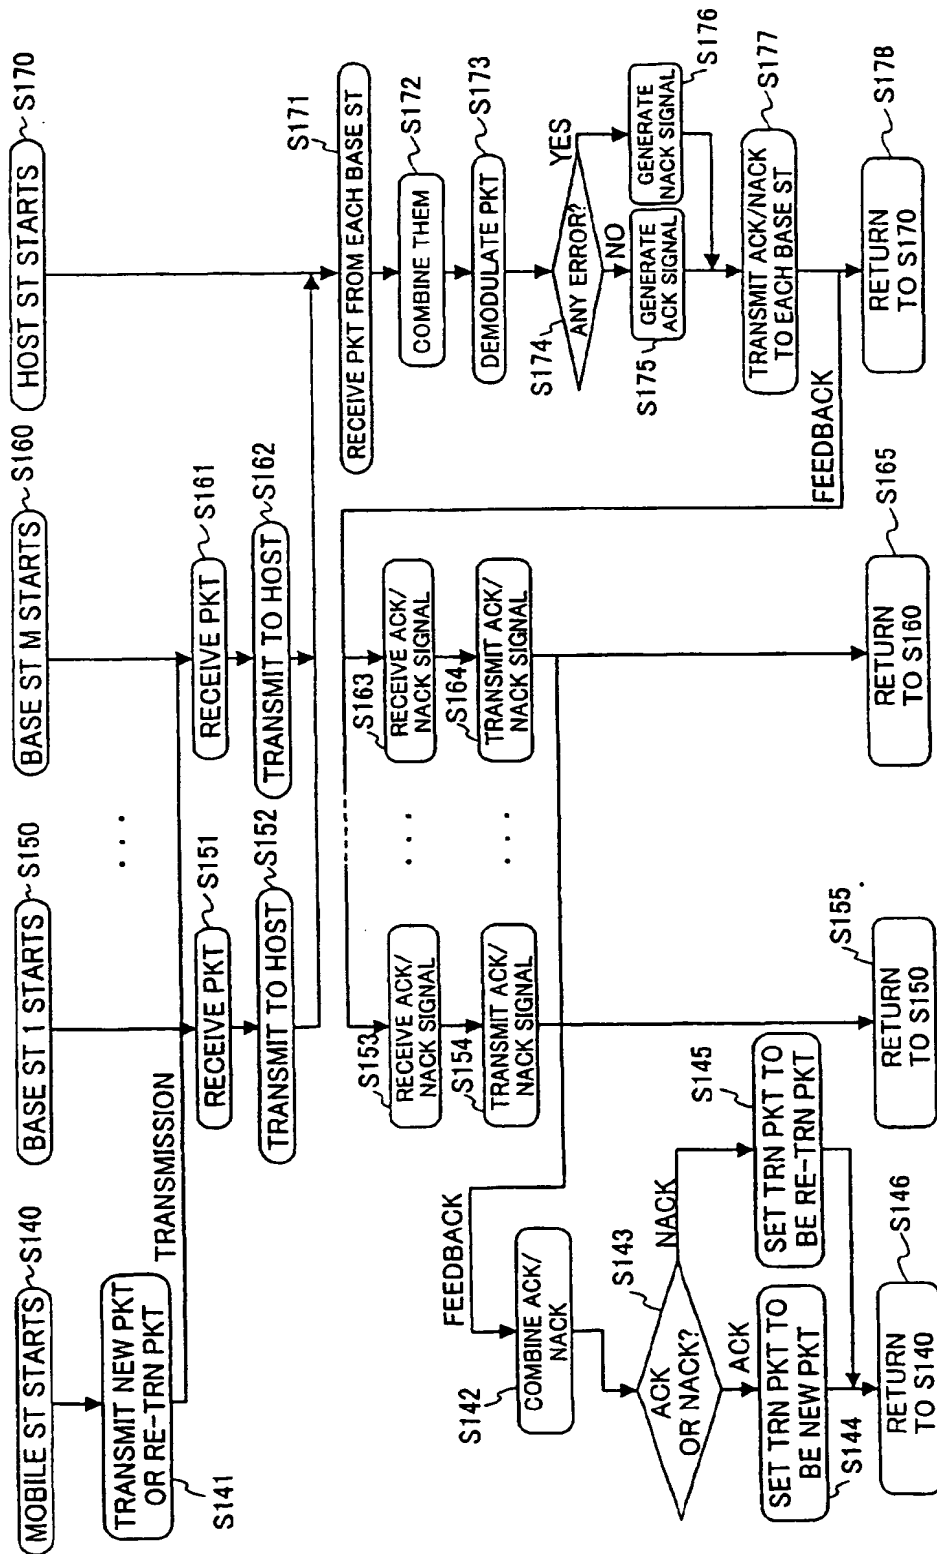 MOBILE ST STARTS
S140
TRANSMIT NEW PKT
OR RE-TRN PKT
S141
TRANSMISSION
BASE ST 1 STARTS
S150
. . .
BASE ST M STARTS
S160
HOST ST STARTS
S170
RECEIVE PKT
S151
TRANSMIT TO HOST
S152
RECEIVE PKT
S161
TRANSMIT TO HOST
S162
RECEIVE PKT FROM EACH BASE ST
S171
COMBINE THEM
S172
DEMODULATE PKT
S173
ANY ERROR?
S174
YES
NO
GENERATE
ACK SIGNAL
S175
GENERATE
NACK SIGNAL
S176
TRANSMIT ACK/NACK
TO EACH BASE ST
S177
FEEDBACK
RETURN
TO S170
S178
S153
RECEIVE ACK/
NACK SIGNAL
. . .
S163
RECEIVE ACK/
NACK SIGNAL
S154
TRANSMIT ACK/
NACK SIGNAL
. . .
S164
TRANSMIT ACK/
NACK SIGNAL
RETURN
TO S150
S155
RETURN
TO S160
S165
FEEDBACK
COMBINE ACK/
NACK
S142
ACK
OR NACK?
S143
ACK
NACK
SET TRN PKT TO
BE NEW PKT
S144
SET TRN PKT TO
BE RE-TRN PKT
S145
RETURN
TO S140
S146